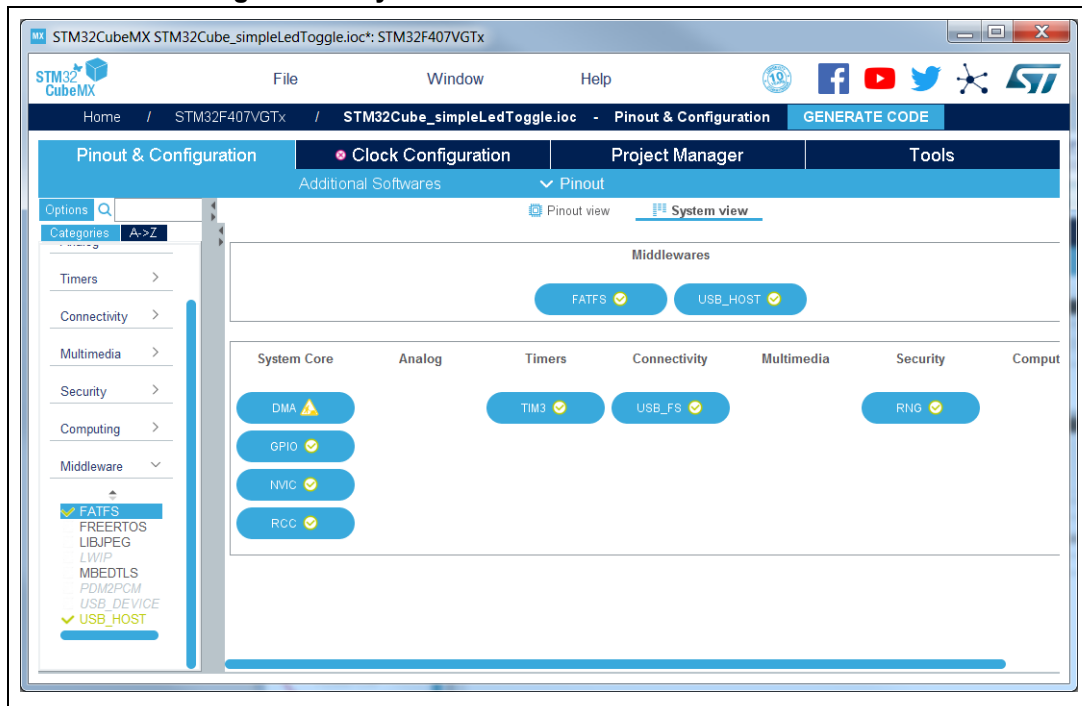 STM32CubeMX STM32Cube_simpleLedToggle.ioc*: STM32F407VGTx
STM32 CubeMX File Window Help
Home / STM32F407VGTx / STM32Cube_simpleLedToggle.ioc - Pinout & Configuration GENERATE CODE
Pinout & Configuration Clock Configuration Project Manager Tools
Additional Softwares Pinout
Options Pinout view System view
Categories A->Z
Middlewares
Timers
FATFS USB_HOST
Connectivity
Multimedia
System Core Analog Timers Connectivity Multimedia Security Comput
Security
DMA TIM3 USB_FS RNG
Computing
GPIO
Middleware
NVIC
FATFS
RCC
FREERTOS
LIBJPEG
LWIP
MBEDTLS
PDM2PCM
USB_DEVICE
USB_HOST